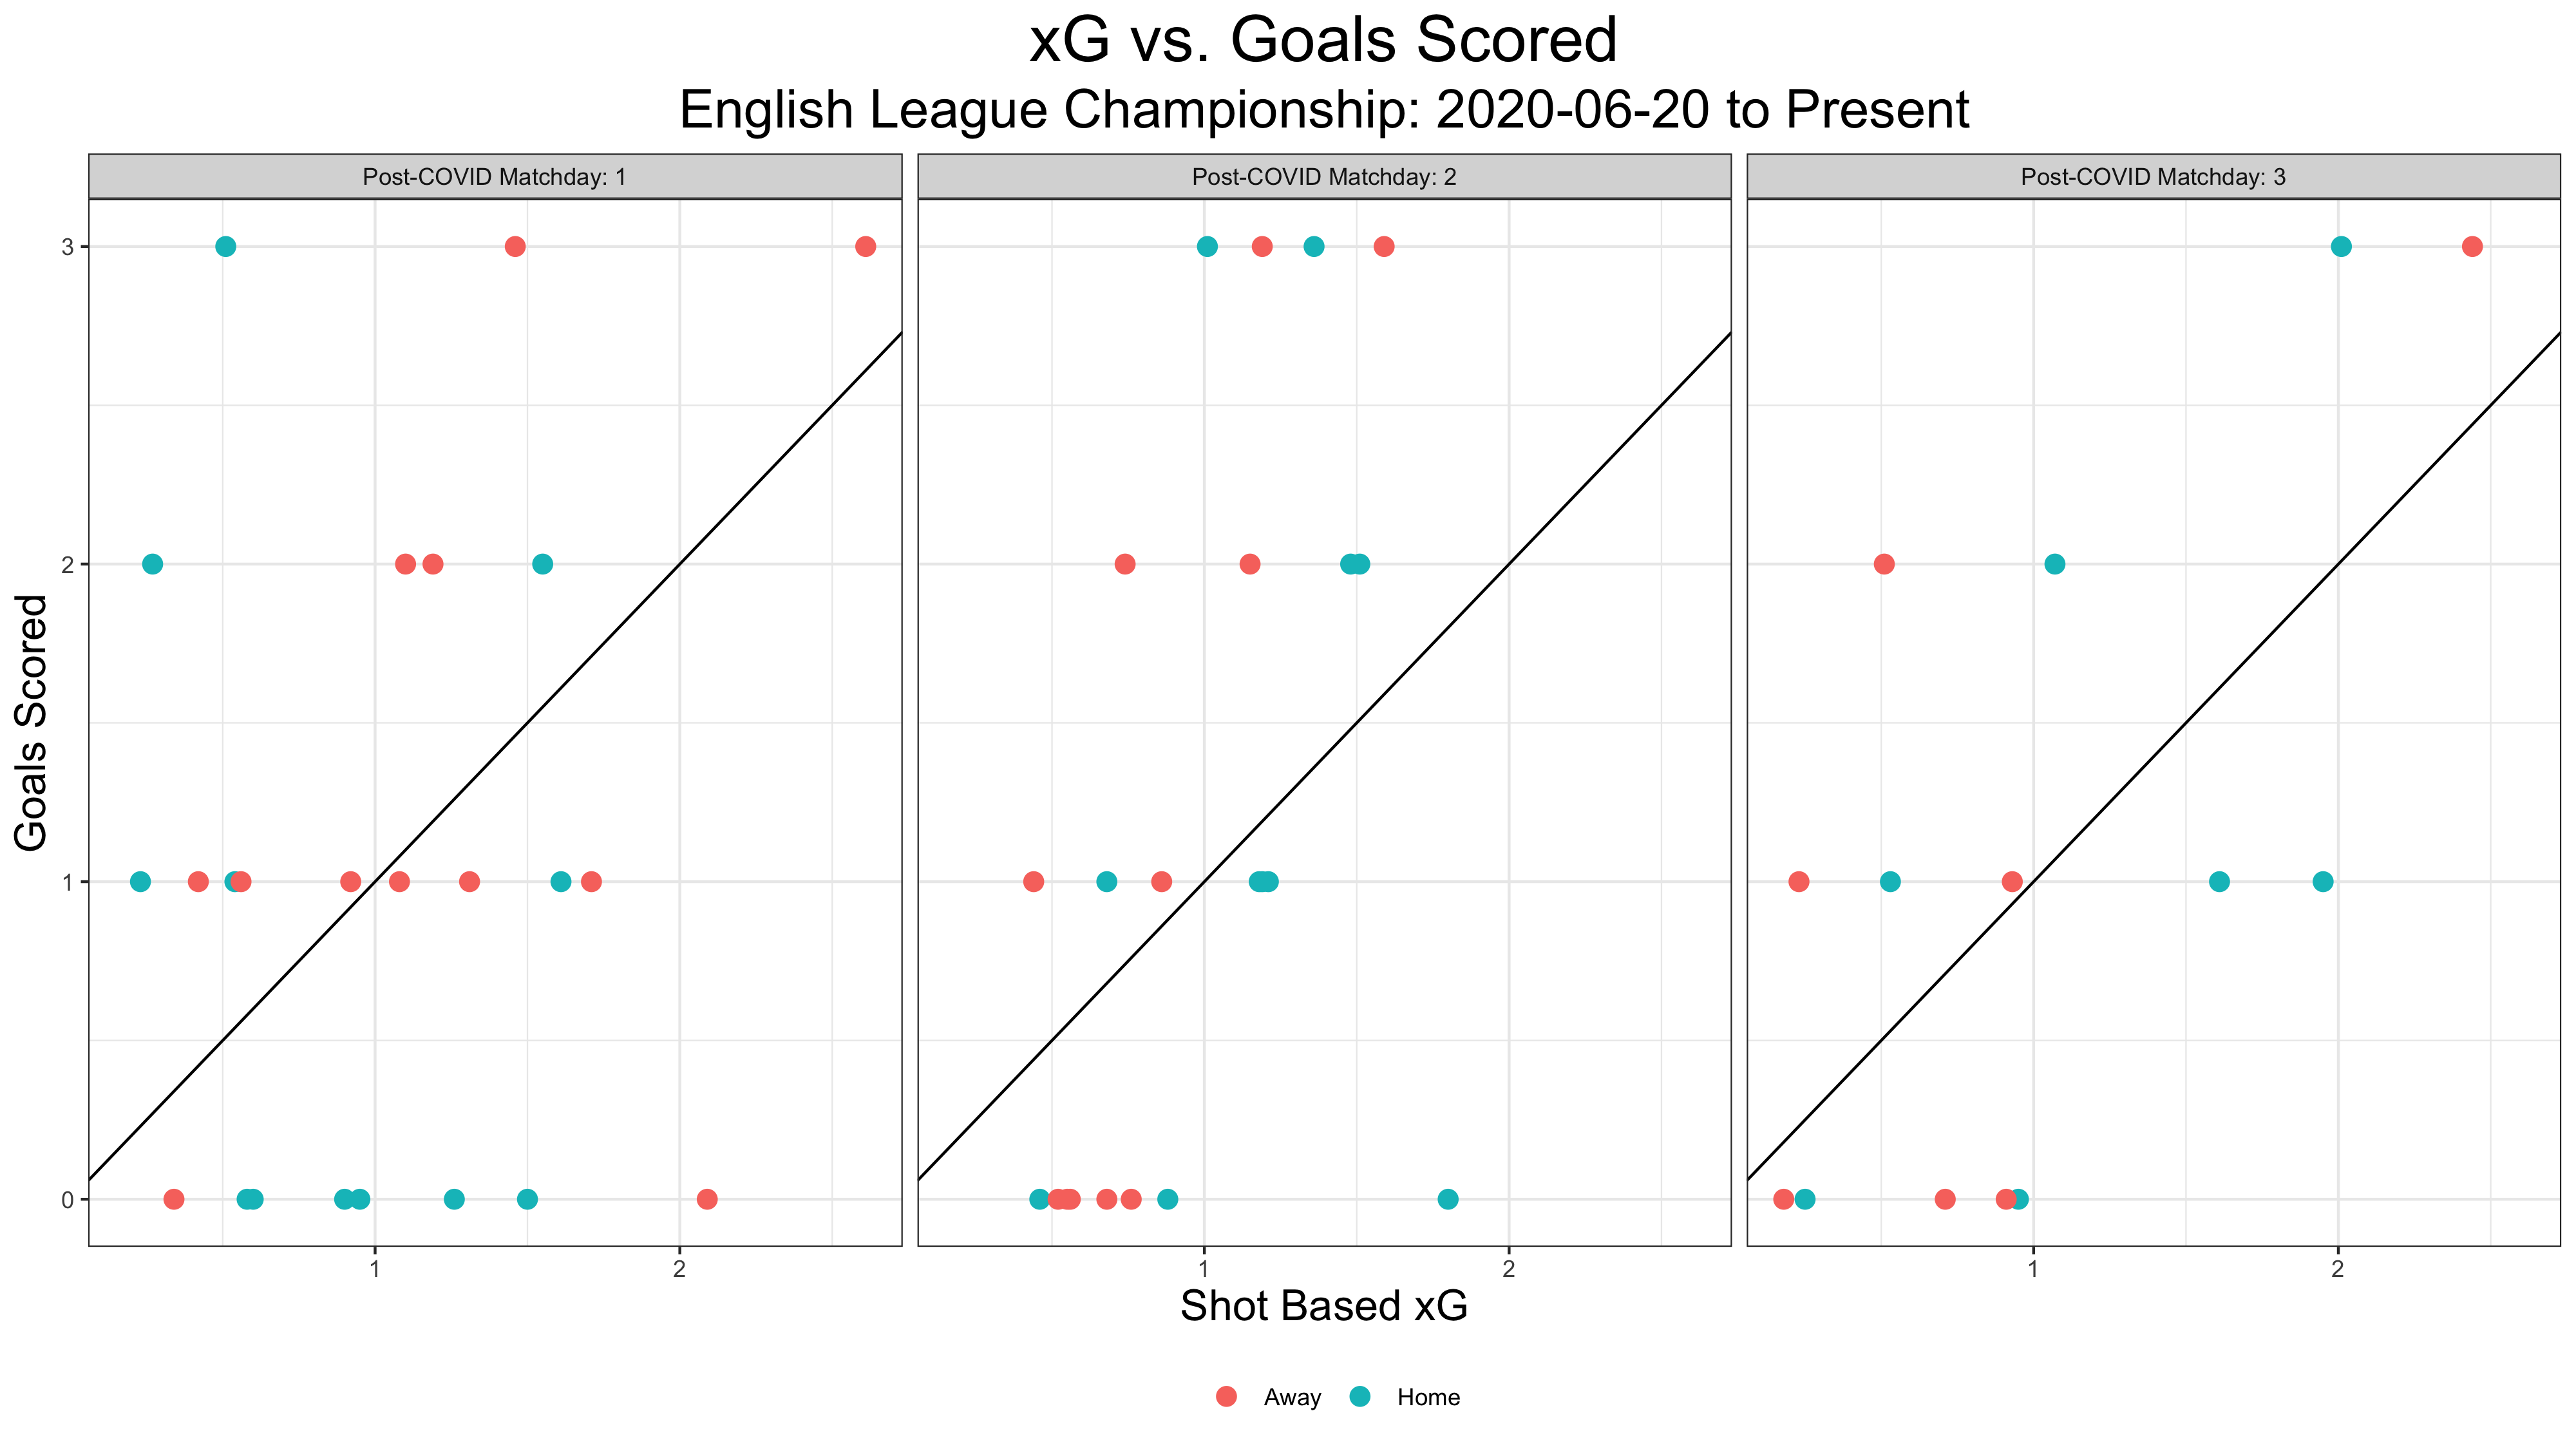 xG vs. Goals Scored
English League Championship: 2020-06-20 to Present
Post-COVID Matchday: 1
Post-COVID Matchday: 2
Post-COVID Matchday: 3
Goals Scored
3
2
1
0
1 2
1 2
1 2
Shot Based xG
Away Home